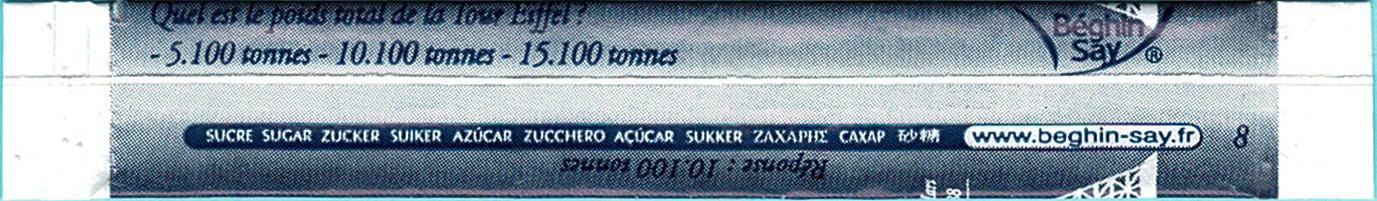 Quel est le poids total de la Tour Eiffel ?
- 5.100 tonnes - 10.100 tonnes - 15.100 tonnes
Béghin
Say ®
SUCRE SUGAR ZUCKER SUIKER AZÚCAR ZUCCHERO AÇÚCAR SUKKER ΖΑΧΑΡΗΣ CAXAP 砂糖 www.beghin-say.fr
8
Réponse : 10.100 tonnes